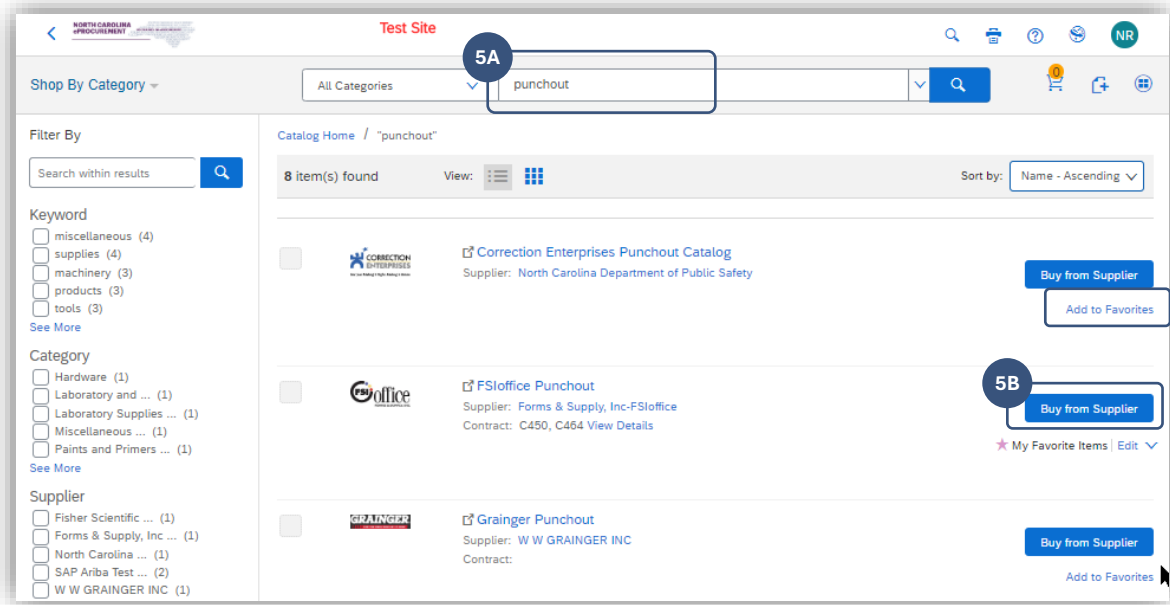 NORTH CAROLINA
ePROCUREMENT
Test Site
NR
5A
Shop By Category
All Categories
punchout
0
Filter By
Catalog Home / "punchout"
Search within results
8 item(s) found
View:
Sort by:
Name - Ascending
Keyword
miscellaneous (4)
supplies (4)
machinery (3)
products (3)
tools (3)
See More
Category
Hardware (1)
Laboratory and ... (1)
Laboratory Supplies ... (1)
Miscellaneous ... (1)
Paints and Primers ... (1)
See More
Supplier
Fisher Scientific ... (1)
Forms & Supply, Inc ... (1)
North Carolina ... (1)
SAP Ariba Test ... (2)
W W GRAINGER INC (1)
CORRECTION
ENTERPRISES
Correction Enterprises Punchout Catalog
Supplier: North Carolina Department of Public Safety
Buy from Supplier
Add to Favorites
FSI office
FSIoffice Punchout
Supplier: Forms & Supply, Inc-FSIoffice
Contract: C450, C464 View Details
5B
Buy from Supplier
My Favorite Items | Edit
GRAINGER
Grainger Punchout
Supplier: W W GRAINGER INC
Contract:
Buy from Supplier
Add to Favorites